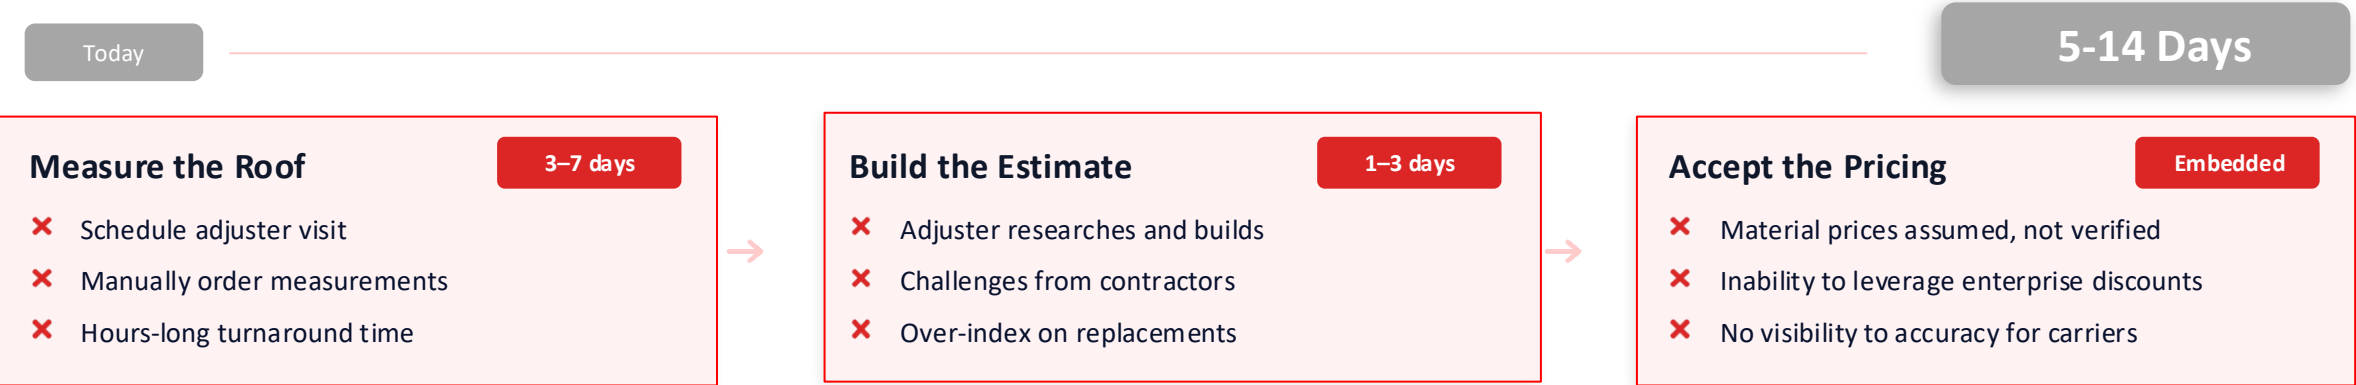 Today
5-14 Days
Measure the Roof
3–7 days
Schedule adjuster visit
Manually order measurements
Hours-long turnaround time
Build the Estimate
1–3 days
Adjuster researches and builds
Challenges from contractors
Over-index on replacements
Accept the Pricing
Embedded
Material prices assumed, not verified
Inability to leverage enterprise discounts
No visibility to accuracy for carriers